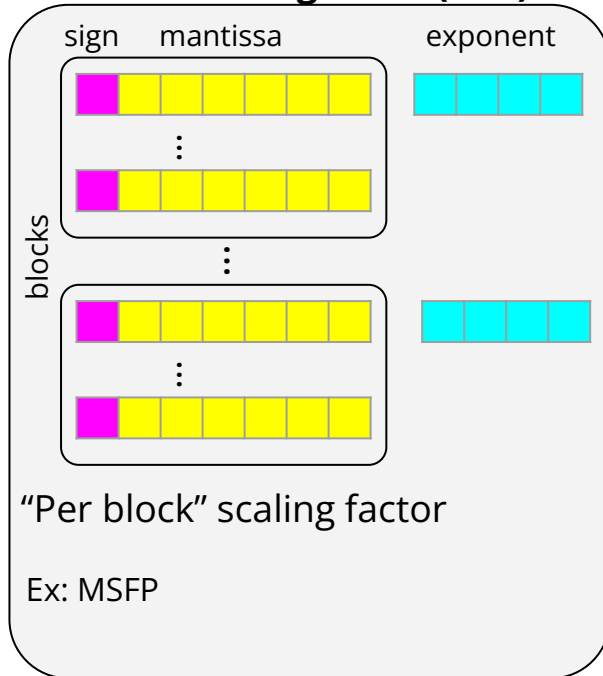 sign mantissa exponent
⋮
blocks
⋮
⋮
“Per block” scaling factor
Ex: MSFP